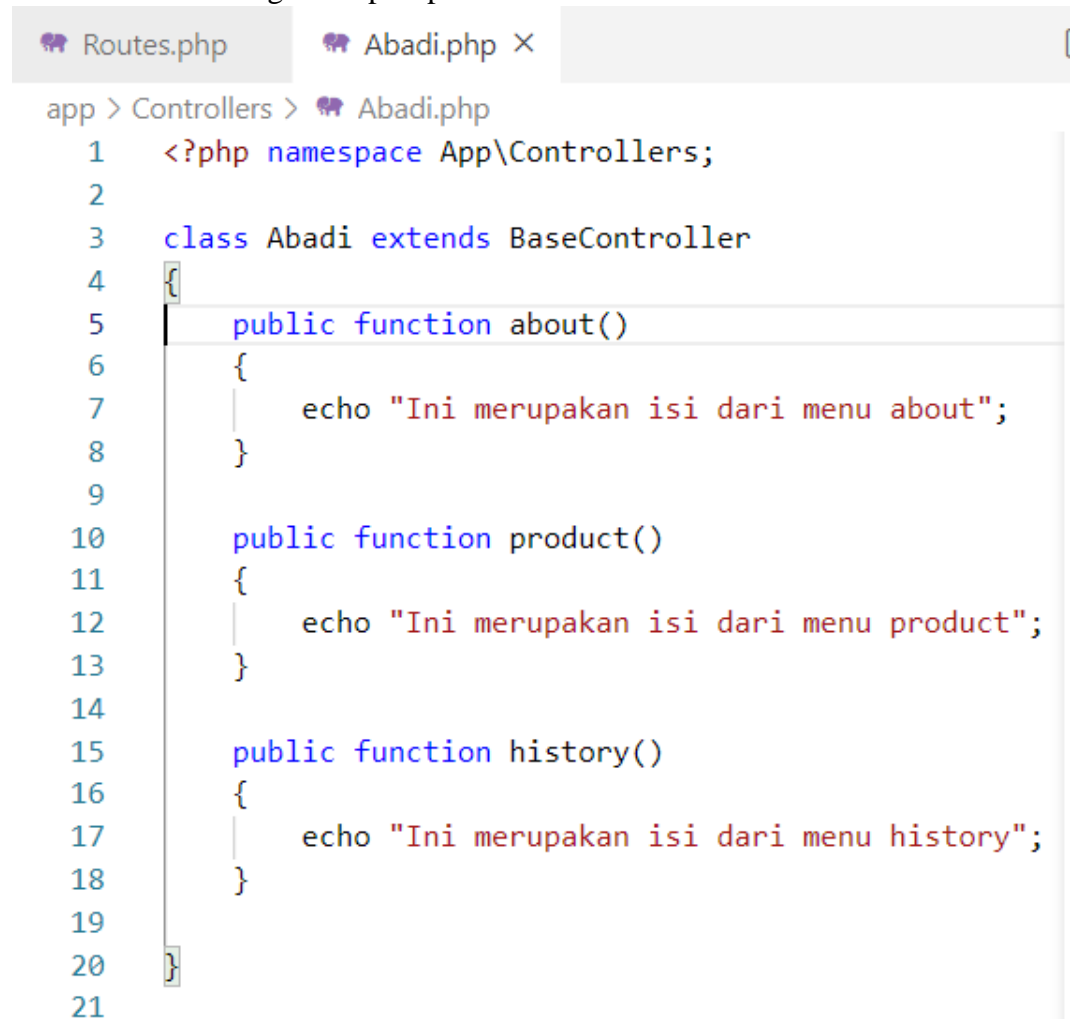 Routes.php Abadi.php ×
app > Controllers > Abadi.php
1 <?php namespace App\Controllers;
2
3 class Abadi extends BaseController
4 {
5 public function about()
6 {
7 echo "Ini merupakan isi dari menu about";
8 }
9
10 public function product()
11 {
12 echo "Ini merupakan isi dari menu product";
13 }
14
15 public function history()
16 {
17 echo "Ini merupakan isi dari menu history";
18 }
19
20 }
21